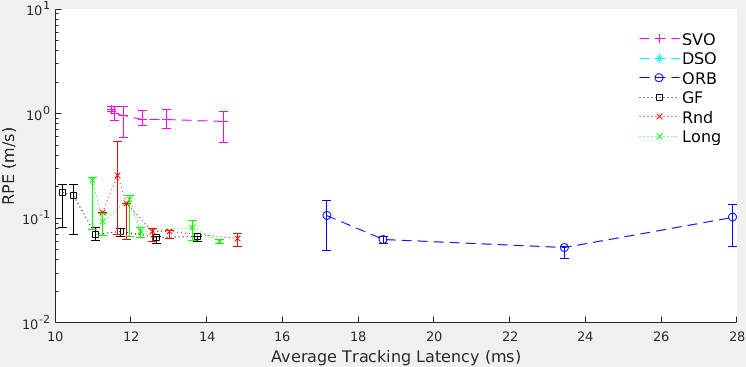 10^1
SVO
DSO
ORB
GF
Rnd
Long
10^0
RPE (m/s)
10^-1
10^-2
10 12 14 16 18 20 22 24 26 28
Average Tracking Latency (ms)